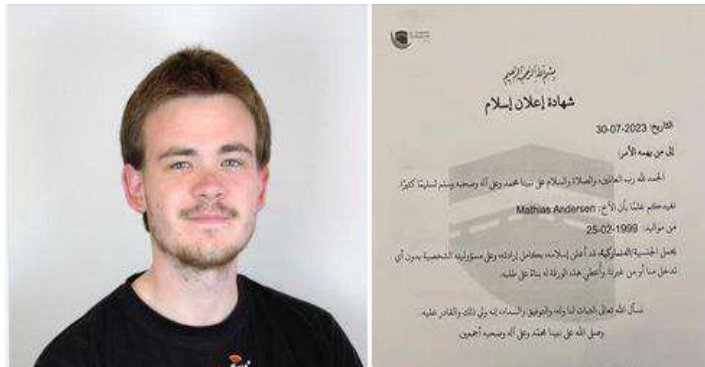 بسم الله الرحمن الرحيم
شهادة إعلان إسلام
التاريخ: 30-07-2023
إلى من يهمه الأمر:
الحمد لله رب العالمين، والصلاة والسلام على نبينا محمد وعلى آله وصحبه وسلم تسليمًا كثيرًا:
نفيدكم علمًا بأن الأخ: Mathias Andersen
من مواليد: 25-02-1999
يحمل الجنسية/الدنماركية، قد أعلن إسلامه، بكامل إرادته، وعلى مسؤوليته الشخصية بدون أي
تدخل منا أو من غيرنا. وأعطي هذه الورقة له بناءً على طلبه.
نسأل الله تعالى الثبات لنا وله، والتوفيق والسداد، إنه ولي ذلك والقادر عليه.
وصلى الله على نبينا محمد وعلى آله وصحبه أجمعين.